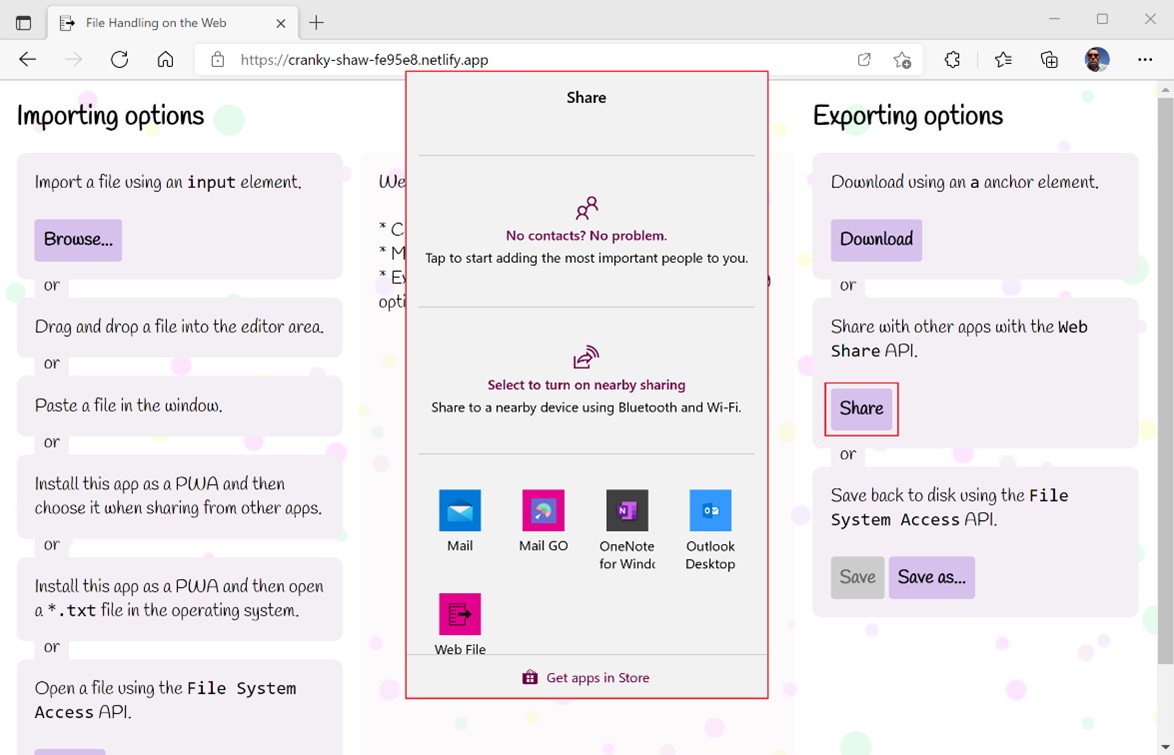 File Handling on the Web
https://cranky-shaw-fe95e8.netlify.app
Importing options
Import a file using an input element.
Browse...
or
Drag and drop a file into the editor area.
or
Paste a file in the window.
or
Install this app as a PWA and then
choose it when sharing from other apps.
or
Install this app as a PWA and then open
a *.txt file in the operating system.
or
Open a file using the File System
Access API.
We
* C
* M
* Ex
opti
Share
No contacts? No problem.
Tap to start adding the most important people to you.
Select to turn on nearby sharing
Share to a nearby device using Bluetooth and Wi-Fi.
Mail
Mail GO
OneNote
for Windo
Outlook
Desktop
Web File
Get apps in Store
Exporting options
Download using an a anchor element.
Download
or
Share with other apps with the Web
Share API.
Share
or
Save back to disk using the File
System Access API.
Save
Save as...